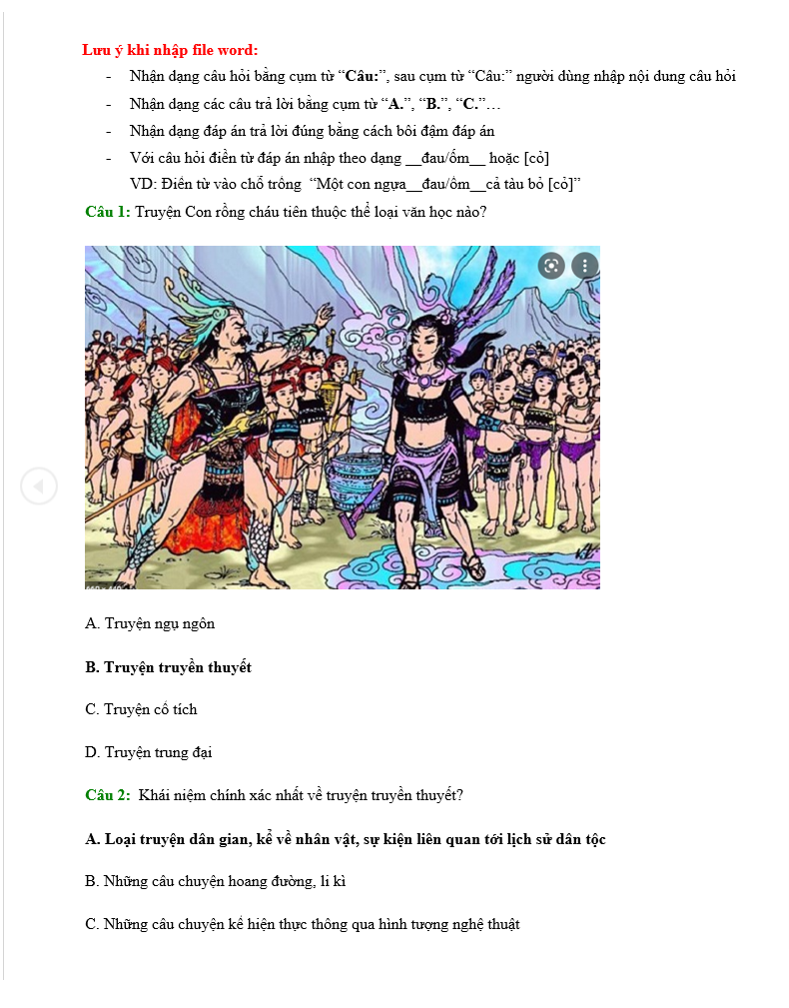 Lưu ý khi nhập file word:
- Nhận dạng câu hỏi bằng cụm từ “Câu:”, sau cụm từ “Câu:” người dùng nhập nội dung câu hỏi
- Nhận dạng các câu trả lời bằng cụm từ “A.”, “B.”, “C.”…
- Nhận dạng đáp án trả lời đúng bằng cách bôi đậm đáp án
- Với câu hỏi điền từ đáp án nhập theo dạng __đau/ốm__ hoặc [cỏ]
VD: Điền từ vào chỗ trống “Một con ngựa__đau/ôm__cả tàu bỏ [cỏ]”
Câu 1: Truyện Con rồng cháu tiên thuộc thể loại văn học nào?
A. Truyện ngụ ngôn
B. Truyện truyền thuyết
C. Truyện cổ tích
D. Truyện trung đại
Câu 2: Khái niệm chính xác nhất về truyện truyền thuyết?
A. Loại truyện dân gian, kể về nhân vật, sự kiện liên quan tới lịch sử dân tộc
B. Những câu chuyện hoang đường, li kì
C. Những câu chuyện kể hiện thực thông qua hình tượng nghệ thuật